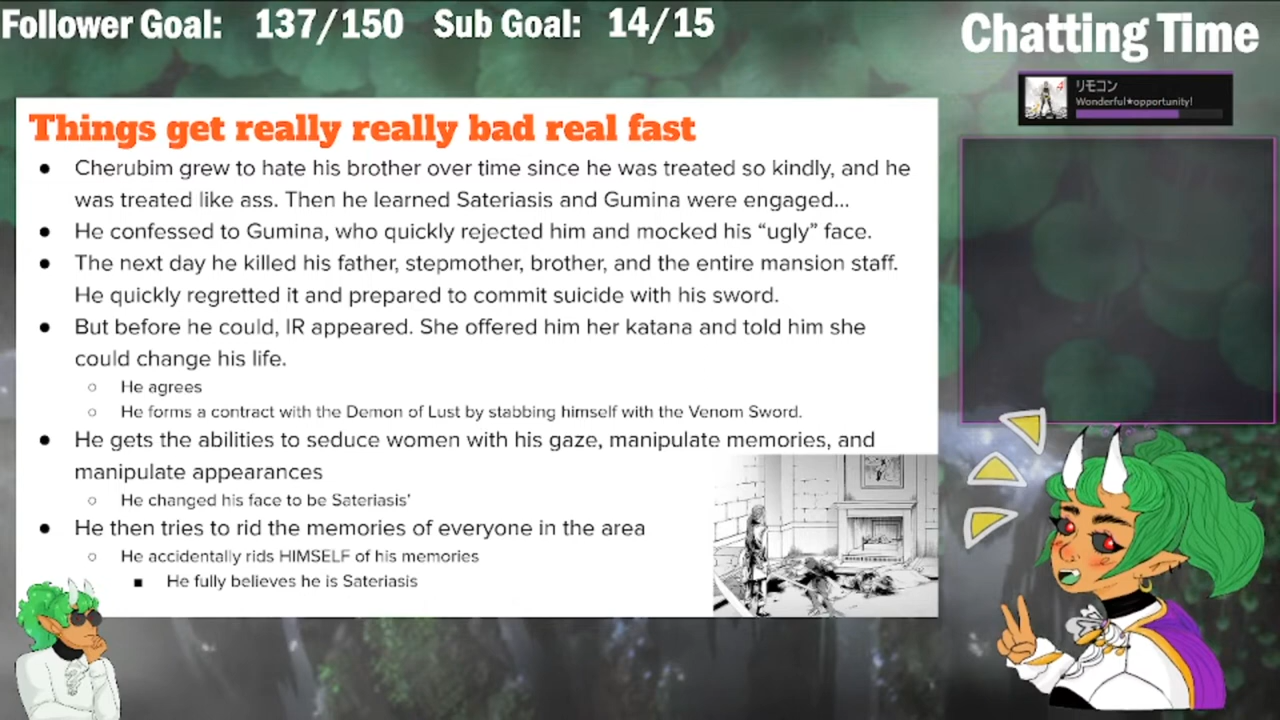 Follower Goal: 137/150 Sub Goal: 14/15
Chatting Time
リモコン
Wonderful★opportunity!
Things get really really bad real fast
● Cherubim grew to hate his brother over time since he was treated so kindly, and he
was treated like ass. Then he learned Sateriasis and Gumina were engaged...
● He confessed to Gumina, who quickly rejected him and mocked his “ugly” face.
● The next day he killed his father, stepmother, brother, and the entire mansion staff.
He quickly regretted it and prepared to commit suicide with his sword.
● But before he could, IR appeared. She offered him her katana and told him she
could change his life.
○ He agrees
○ He forms a contract with the Demon of Lust by stabbing himself with the Venom Sword.
● He gets the abilities to seduce women with his gaze, manipulate memories, and
manipulate appearances
○ He changed his face to be Sateriasis’
● He then tries to rid the memories of everyone in the area
○ He accidentally rids HIMSELF of his memories
■ He fully believes he is Sateriasis